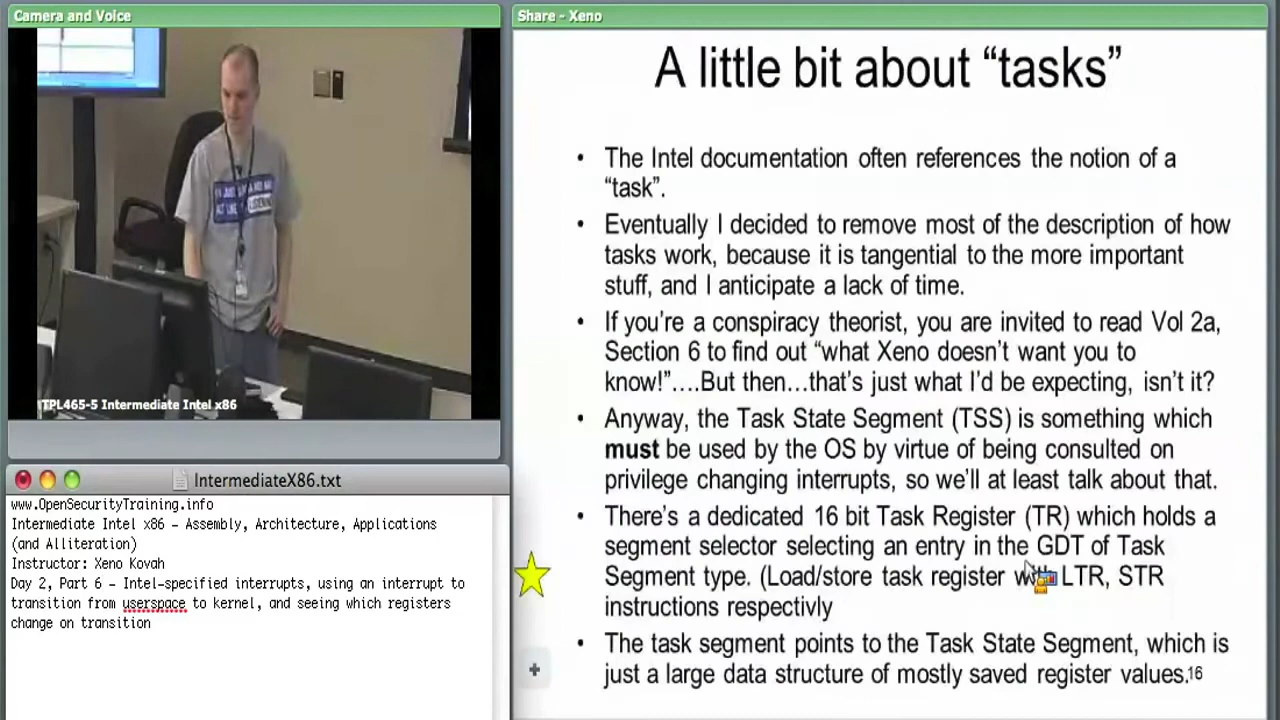 Camera and Voice
TPL465-5 Intermediate Intel x86
IntermediateX86.txt
www.OpenSecurityTraining.info
Intermediate Intel x86 – Assembly, Architecture, Applications
(and Alliteration)
Instructor: Xeno Kovah
Day 2, Part 6 – Intel-specified interrupts, using an interrupt to
transition from userspace to kernel, and seeing which registers
change on transition
Share - Xeno
A little bit about “tasks”
• The Intel documentation often references the notion of a
“task”.
• Eventually I decided to remove most of the description of how
tasks work, because it is tangential to the more important
stuff, and I anticipate a lack of time.
• If you’re a conspiracy theorist, you are invited to read Vol 2a,
Section 6 to find out “what Xeno doesn’t want you to
know!”….But then…that’s just what I’d be expecting, isn’t it?
• Anyway, the Task State Segment (TSS) is something which
must be used by the OS by virtue of being consulted on
privilege changing interrupts, so we’ll at least talk about that.
• There’s a dedicated 16 bit Task Register (TR) which holds a
segment selector selecting an entry in the GDT of Task
Segment type. (Load/store task register LTR, STR
instructions respectivly
• The task segment points to the Task State Segment, which is
just a large data structure of mostly saved register values.16